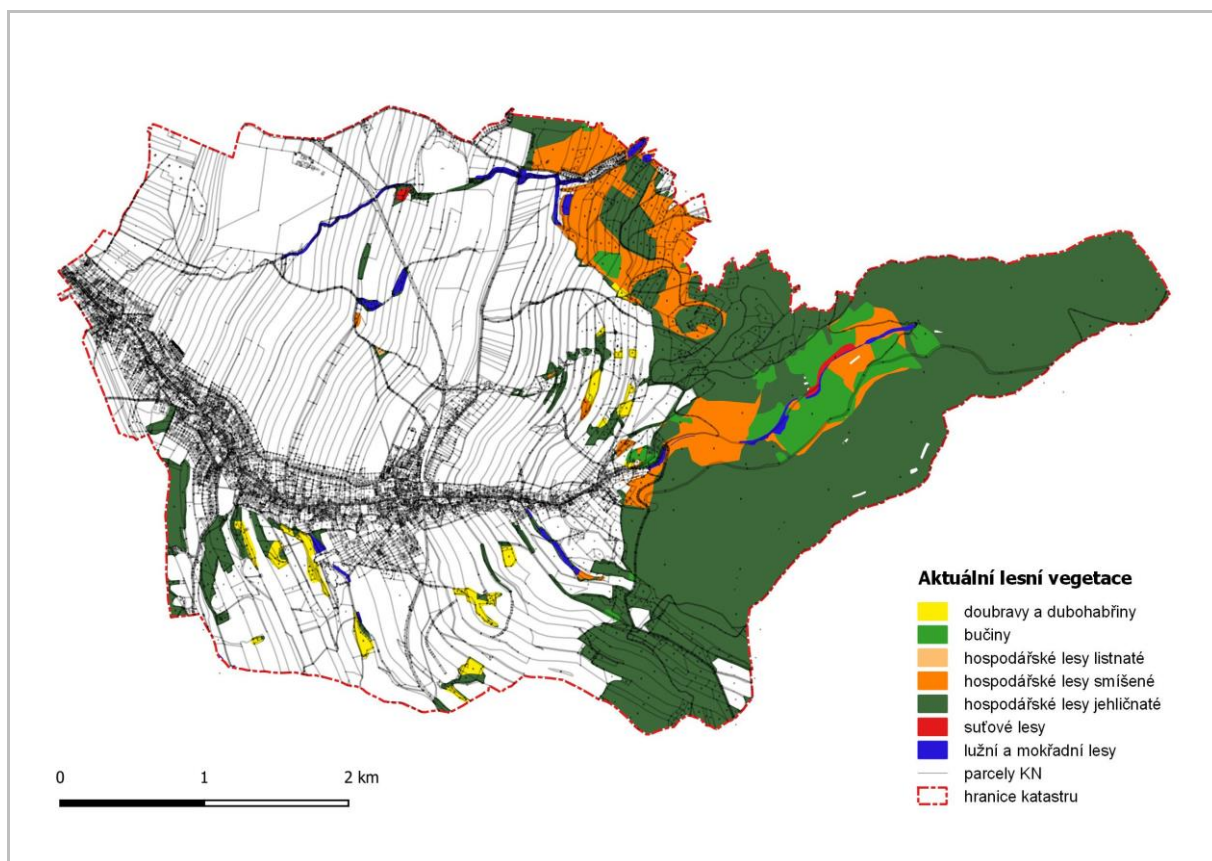 Aktuální lesní vegetace
doubravy a dubohabřiny
bučiny
hospodářské lesy listnaté
hospodářské lesy smíšené
hospodářské lesy jehličnaté
suťové lesy
lužní a mokřadní lesy
parcely KN
hranice katastru
0 1 2 km